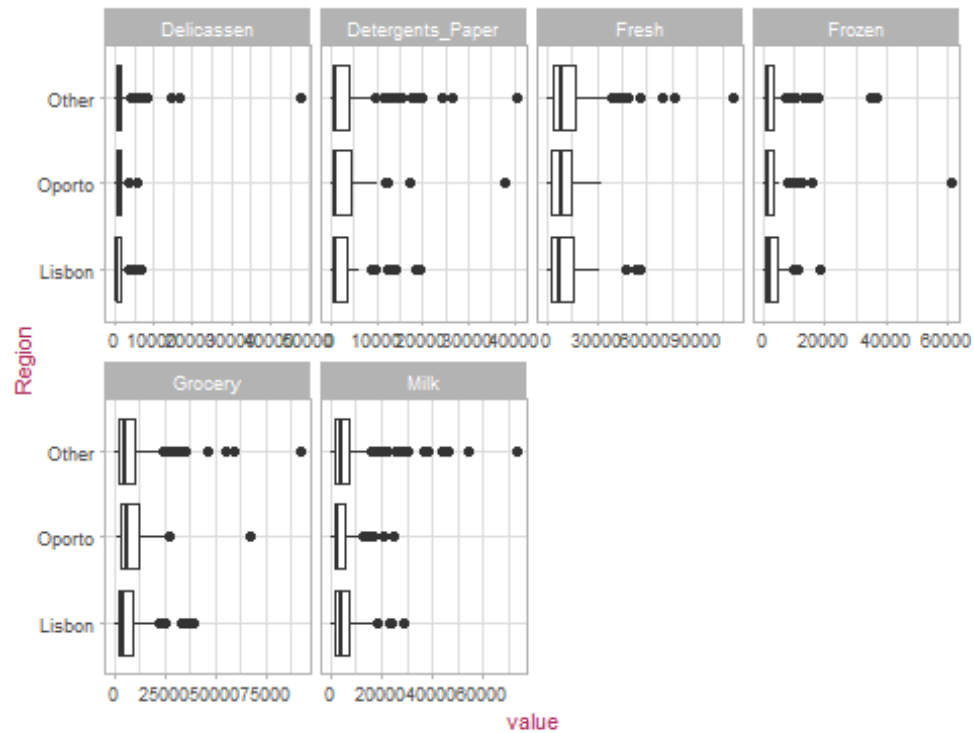 Delicassen Detergents_Paper Fresh Frozen
Other
Oporto
Lisbon
0 10000 20000 30000 40000 50000 0 10000 20000 30000 40000 0 30000 60000 90000 0 20000 40000 60000
Region
Grocery Milk
Other
Oporto
Lisbon
0 25000 50000 75000 0 20000 40000 60000
value